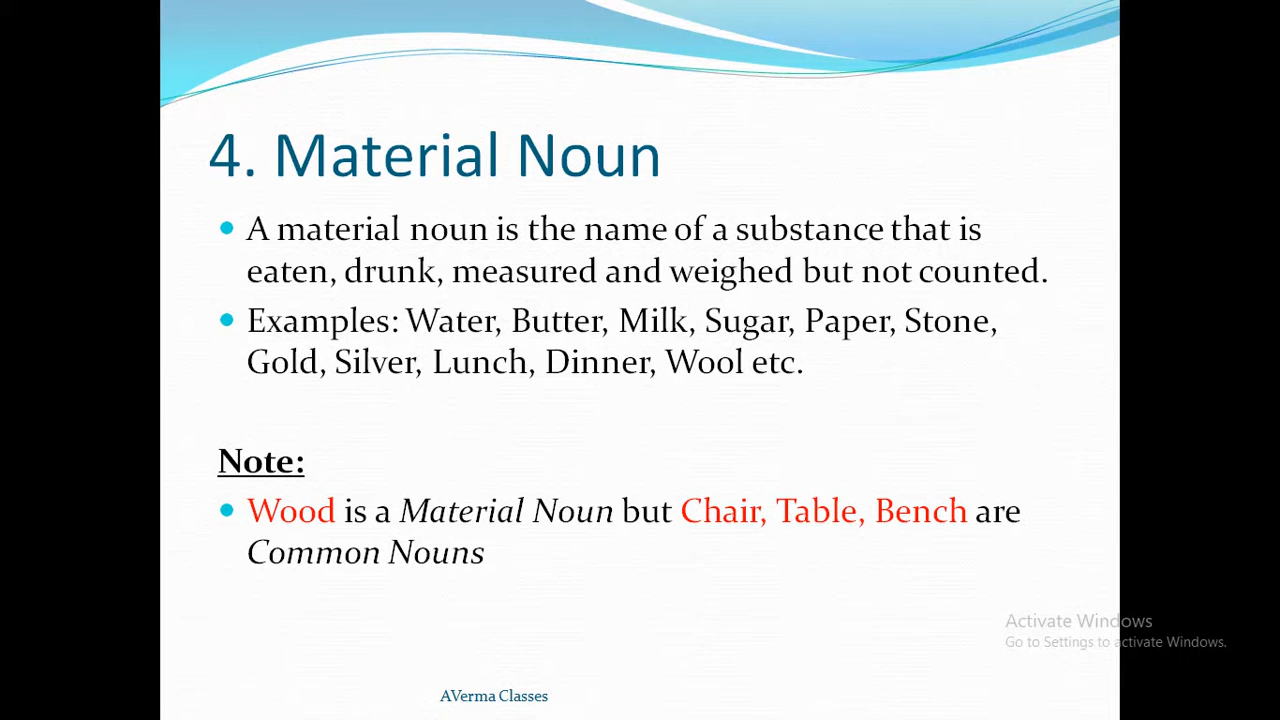 4. Material Noun
• A material noun is the name of a substance that is
eaten, drunk, measured and weighed but not counted.
• Examples: Water, Butter, Milk, Sugar, Paper, Stone,
Gold, Silver, Lunch, Dinner, Wool etc.
Note:
• Wood is a Material Noun but Chair, Table, Bench are
Common Nouns
Activate Windows
Go to Settings to activate Windows.
AVerma Classes